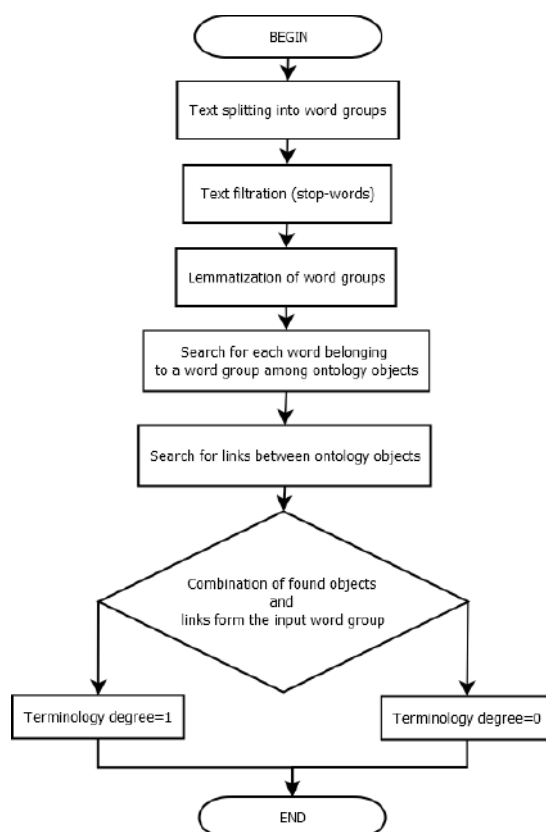 BEGIN
Text splitting into word groups
Text filtration (stop-words)
Lemmatization of word groups
Search for each word belonging
to a word group among ontology objects
Search for links between ontology objects
Combination of found objects
and
links form the input word group
Terminology degree=1
Terminology degree=0
END